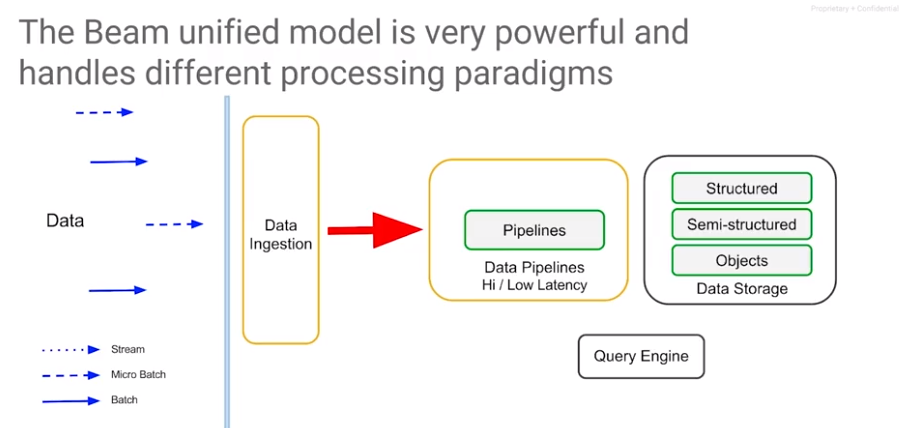 Proprietary + Confidential
The Beam unified model is very powerful and
handles different processing paradigms
Data
Data
Ingestion
Pipelines
Data Pipelines
Hi / Low Latency
Structured
Semi-structured
Objects
Data Storage
Query Engine
Stream
Micro Batch
Batch